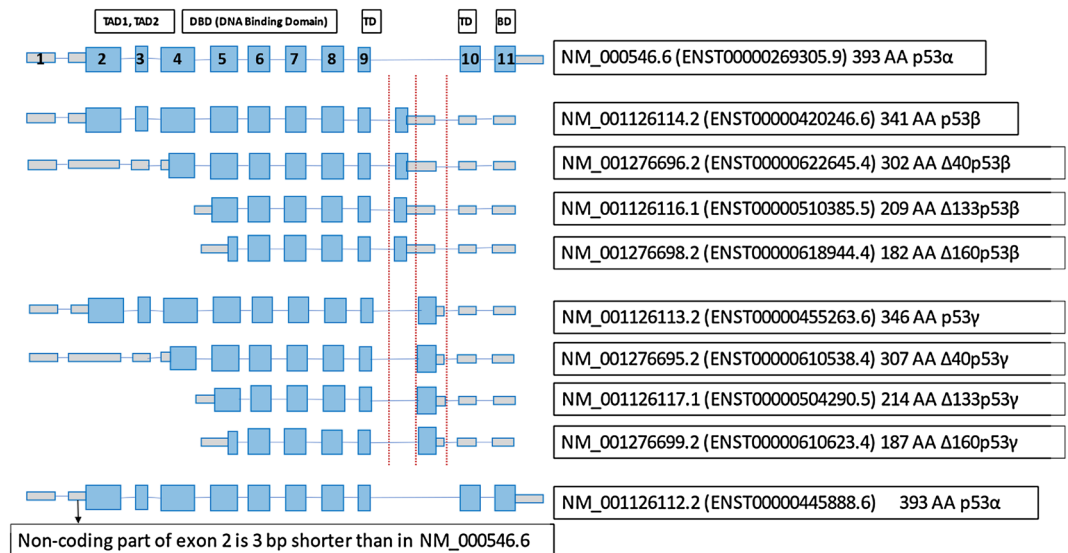 TAD1, TAD2
DBD (DNA Binding Domain)
TD
TD
BD
1 2 3 4 5 6 7 8 9 10 11
NM_000546.6 (ENST00000269305.9) 393 AA p53α
NM_001126114.2 (ENST00000420246.6) 341 AA p53β
NM_001276696.2 (ENST00000622645.4) 302 AA Δ40p53β
NM_001126116.1 (ENST00000510385.5) 209 AA Δ133p53β
NM_001276698.2 (ENST00000618944.4) 182 AA Δ160p53β
NM_001126113.2 (ENST00000455263.6) 346 AA p53γ
NM_001276695.2 (ENST00000610538.4) 307 AA Δ40p53γ
NM_001126117.1 (ENST00000504290.5) 214 AA Δ133p53γ
NM_001276699.2 (ENST00000610623.4) 187 AA Δ160p53γ
NM_001126112.2 (ENST00000445888.6) 393 AA p53α
Non-coding part of exon 2 is 3 bp shorter than in NM_000546.6